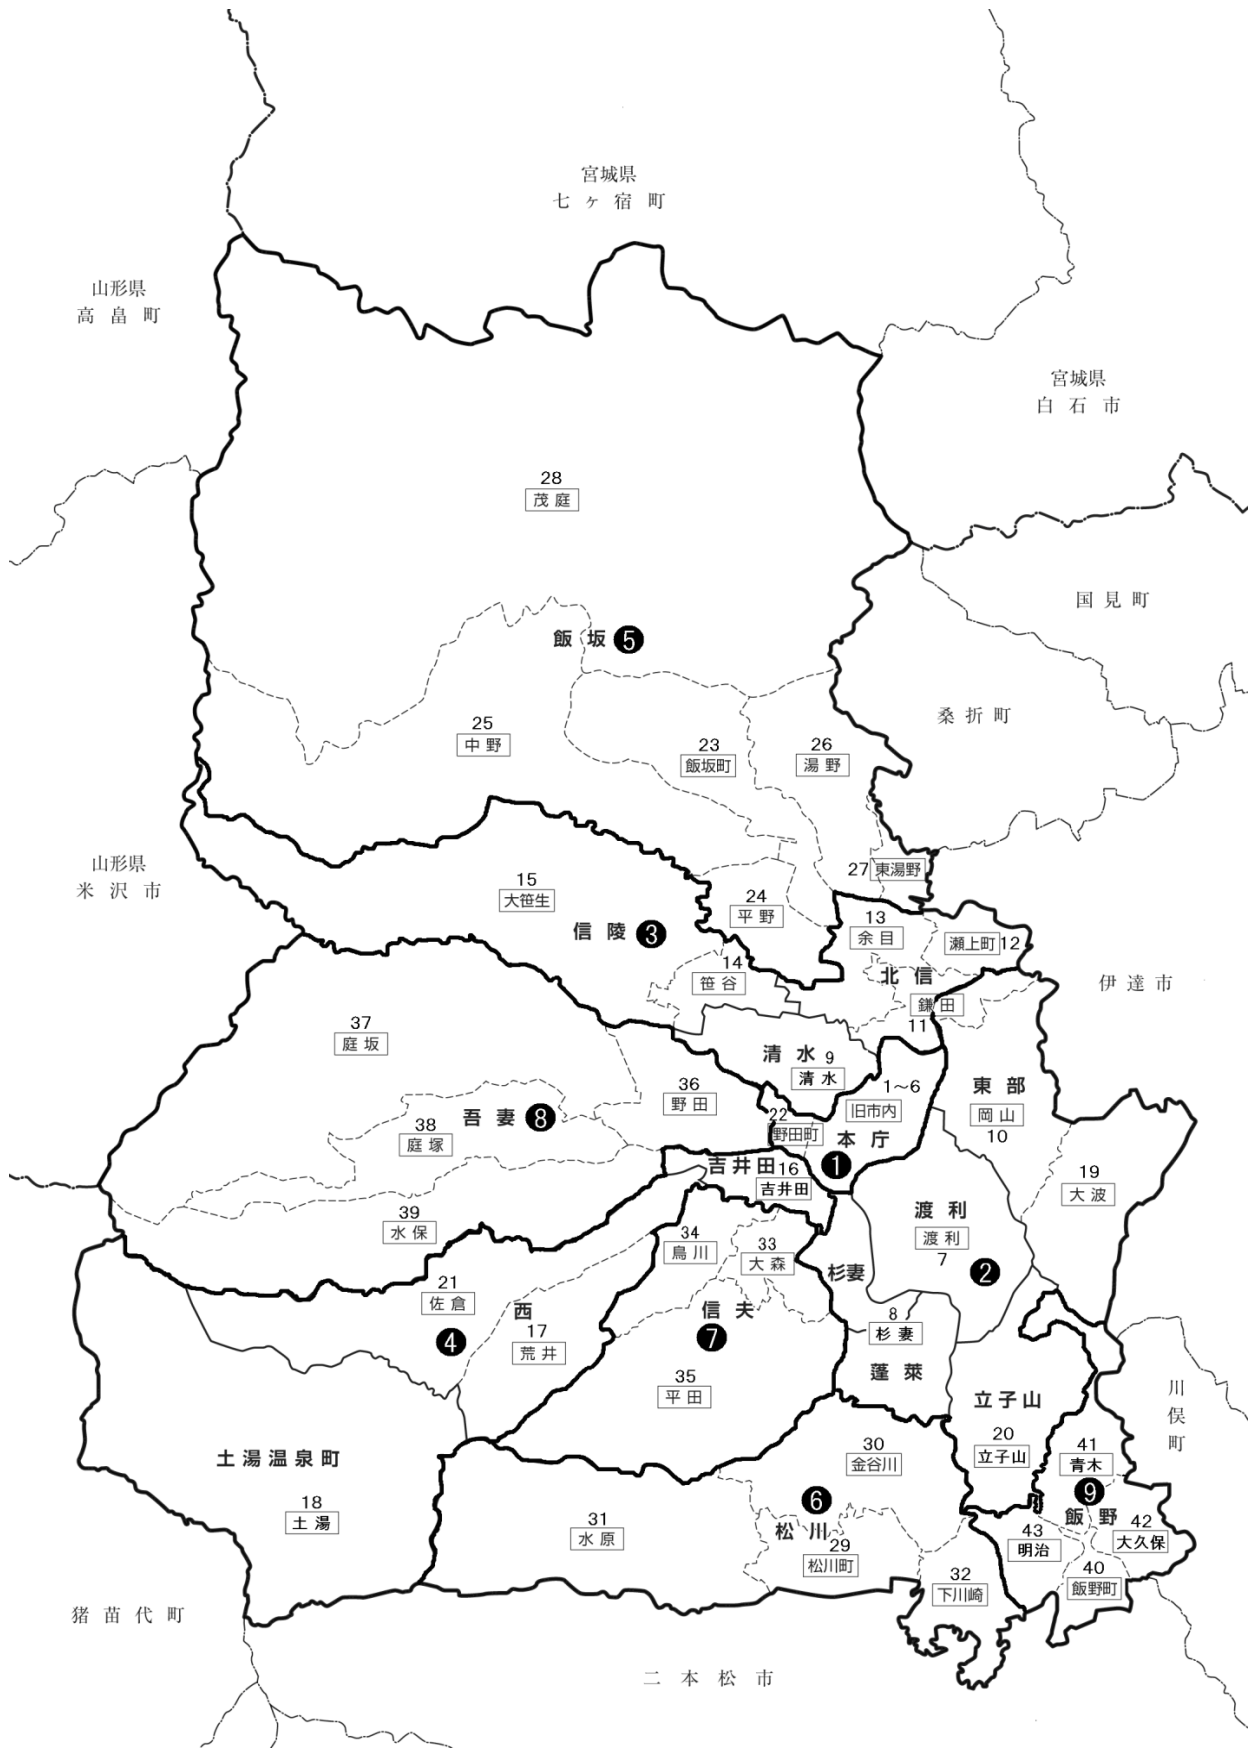 宮城県
七ヶ宿町
山形県
高畠町
宮城県
白石市
28
茂庭
国見町
飯坂 5
桑折町
25
中野
23
飯坂町
26
湯野
山形県
米沢市
27 東湯野
15
大笹生
24
平野
13
余目
信陵 3
瀬上町 12
14
笹谷
北信
伊達市
鎌田
11
37
庭坂
清水 9
清水
36
野田
1〜6
旧市内
東部
岡山
10
38
庭塚
吾妻 8
22
野田町
本庁
1
吉井田 16
吉井田
19
大波
39
水保
渡利
渡利
7
34
鳥川
33
大森
杉妻
2
21
佐倉
西
信夫
7
8
杉妻
4
17
荒井
蓬萊
35
平田
立子山
川俣町
土湯温泉町
20
立子山
30
金谷川
41
青木
18
土湯
6
9
31
水原
松川
飯野
29
松川町
43
明治
42
大久保
32
下川崎
40
飯野町
猪苗代町
二本松市